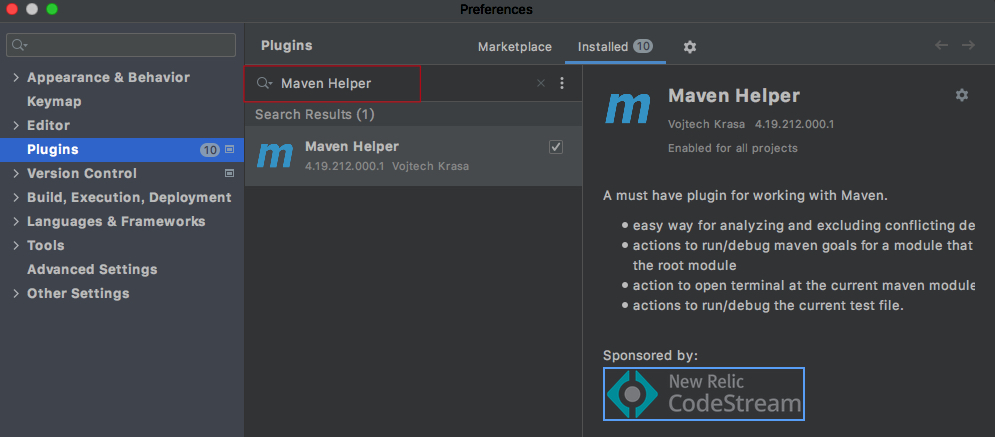 Preferences
Appearance & Behavior
Keymap
Editor
Plugins 10
Version Control
Build, Execution, Deployment
Languages & Frameworks
Tools
Advanced Settings
Other Settings
Plugins Marketplace Installed 10
Maven Helper
Search Results (1)
m Maven Helper
4.19.212.000.1 Vojtech Krasa
m Maven Helper
Vojtech Krasa 4.19.212.000.1
Enabled for all projects
A must have plugin for working with Maven.
• easy way for analyzing and excluding conflicting de
• actions to run/debug maven goals for a module that
the root module
• action to open terminal at the current maven module
• actions to run/debug the current test file.
Sponsored by:
New Relic
CodeStream